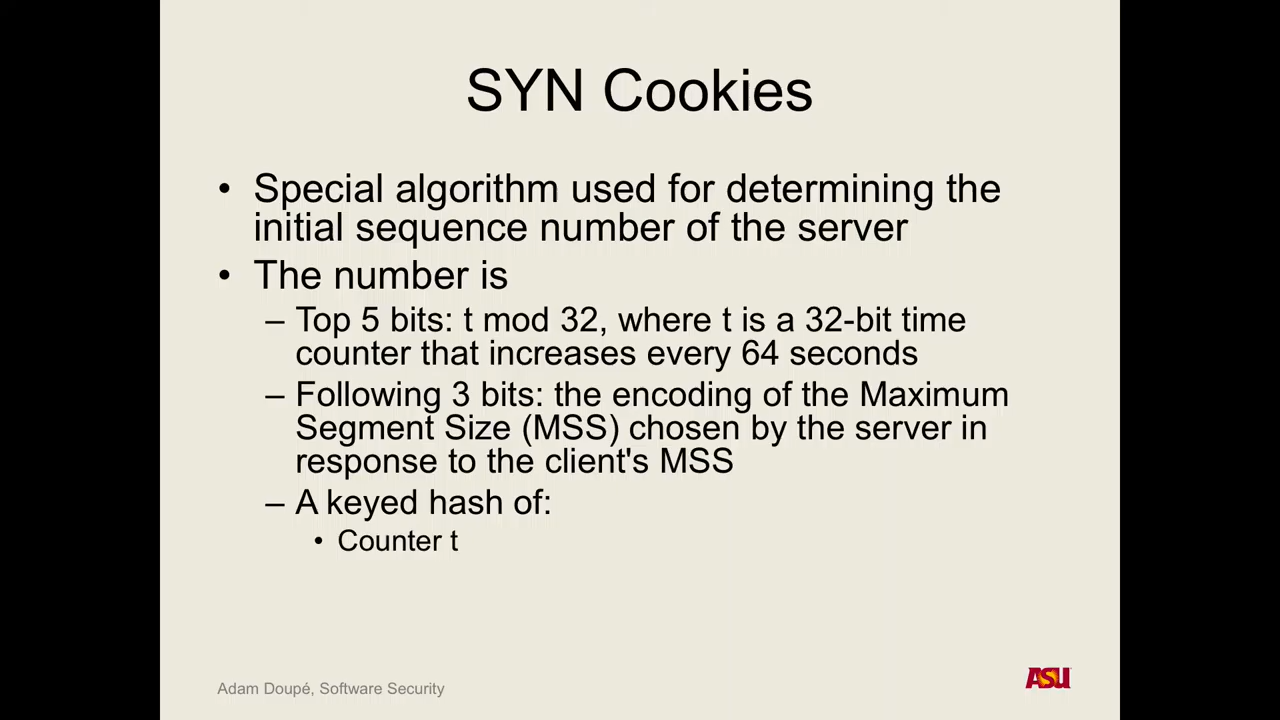 SYN Cookies
• Special algorithm used for determining the
initial sequence number of the server
• The number is
– Top 5 bits: t mod 32, where t is a 32-bit time
counter that increases every 64 seconds
– Following 3 bits: the encoding of the Maximum
Segment Size (MSS) chosen by the server in
response to the client's MSS
– A keyed hash of:
• Counter t
Adam Doupé, Software Security
ASU